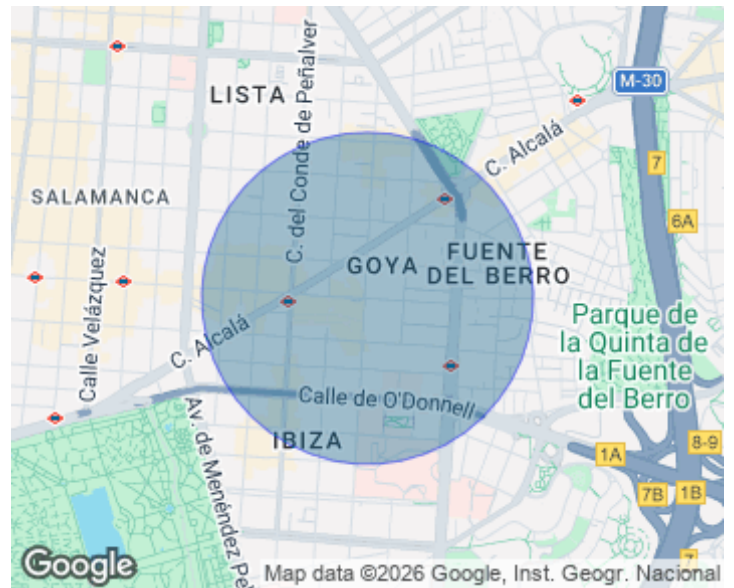 LISTA
C. del Conde de Peñalver
M-30
C. Alcalá
7
SALAMANCA
6A
GOYA
FUENTE
DEL BERRO
Calle Velázquez
Parque de
la Quinta de
la Fuente
del Berro
C. Alcalá
Calle de O'Donnell
Av. de Menéndez Pel
IBIZA
1A
8-9
7B
1B
7
Google
Map data ©2026 Google, Inst. Geogr. Nacional